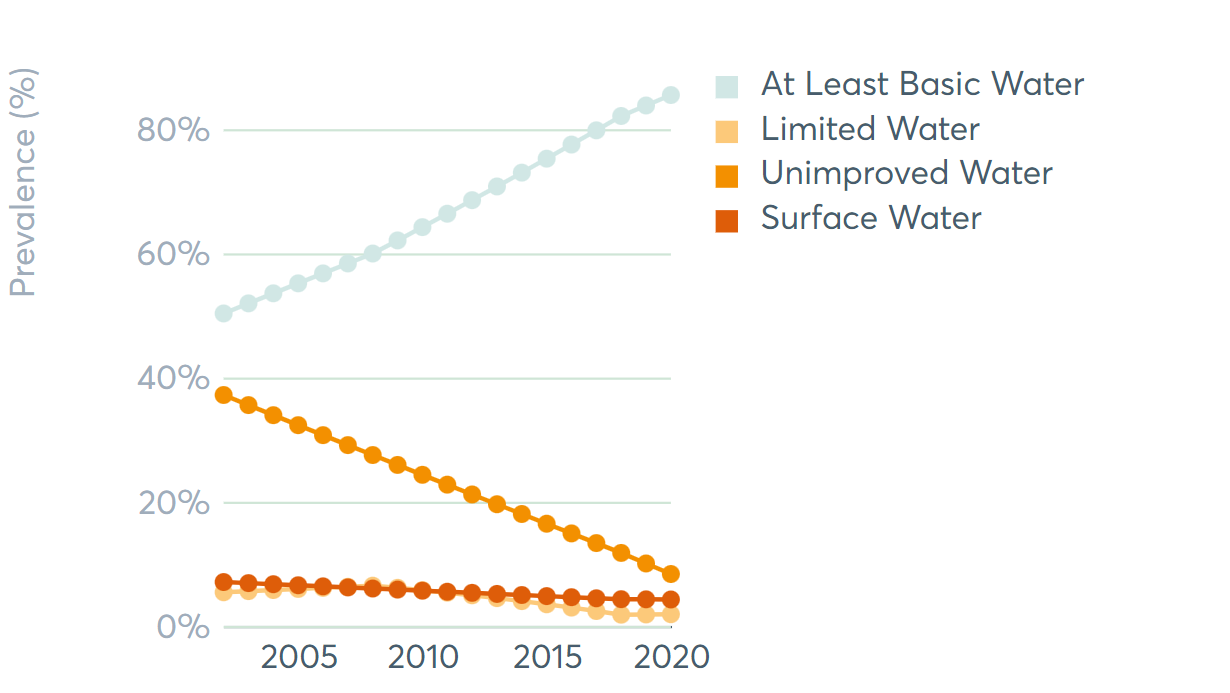 Prevalence (%)
80%
60%
40%
20%
0%
2005
2010
2015
2020
At Least Basic Water
Limited Water
Unimproved Water
Surface Water